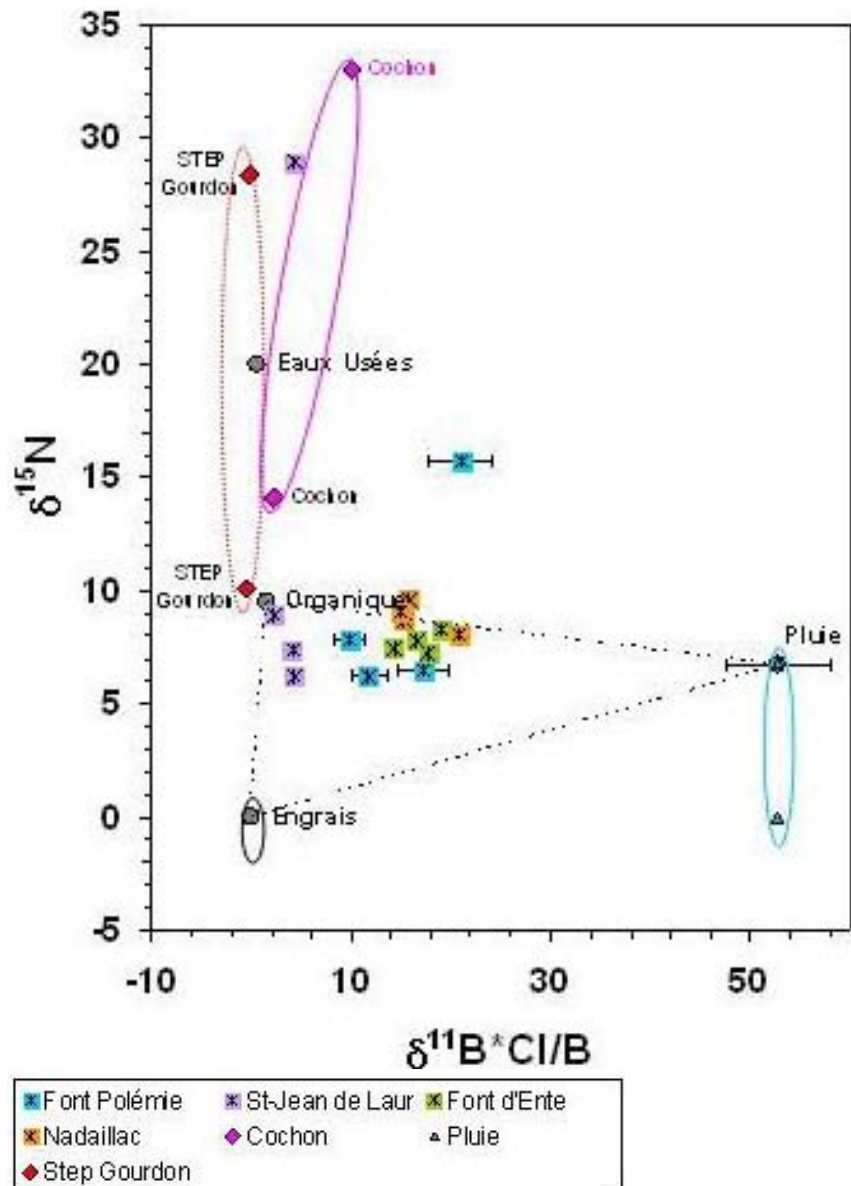 35
30
25
20
15
10
5
0
-5
δ¹⁵N
Cochon
STEP
Gourdon
Eaux Usées
Cochon
STEP
Gourdon
Organique
Pluie
Engrais
-10 10 30 50
δ¹¹B*Cl/B
Font Polémie St-Jean de Laur Font d'Ente
Nadaillac Cochon Pluie
Step Gourdon